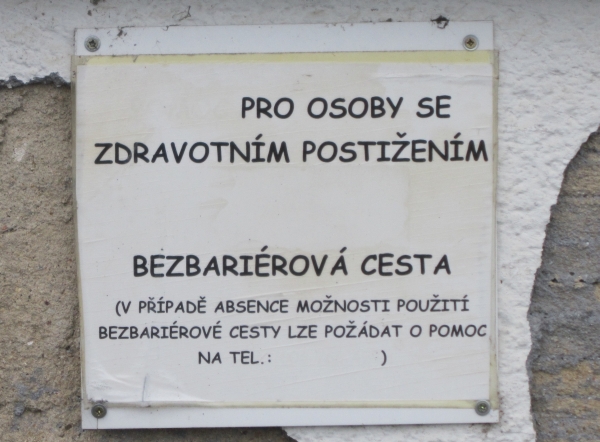 PRO OSOBY SE
ZDRAVOTNÍM POSTIŽENÍM
BEZBARIÉROVÁ CESTA
(V PŘÍPADĚ ABSENCE MOŽNOSTI POUŽITÍ
BEZBARIÉROVÉ CESTY LZE POŽÁDAT O POMOC
NA TEL.: )